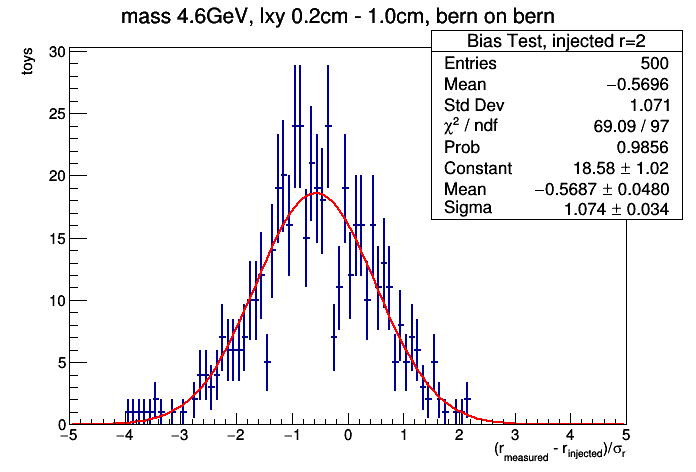 mass 4.6GeV, lxy 0.2cm - 1.0cm, bern on bern
Bias Test, injected r=2
Entries 500
Mean −0.5696
Std Dev 1.071
χ² / ndf 69.09 / 97
Prob 0.9856
Constant 18.58 ± 1.02
Mean −0.5687 ± 0.0480
Sigma 1.074 ± 0.034
toys
30
25
20
15
10
5
0
−5 −4 −3 −2 −1 0 1 2 3 4 5
(r_measured - r_injected)/σ_r